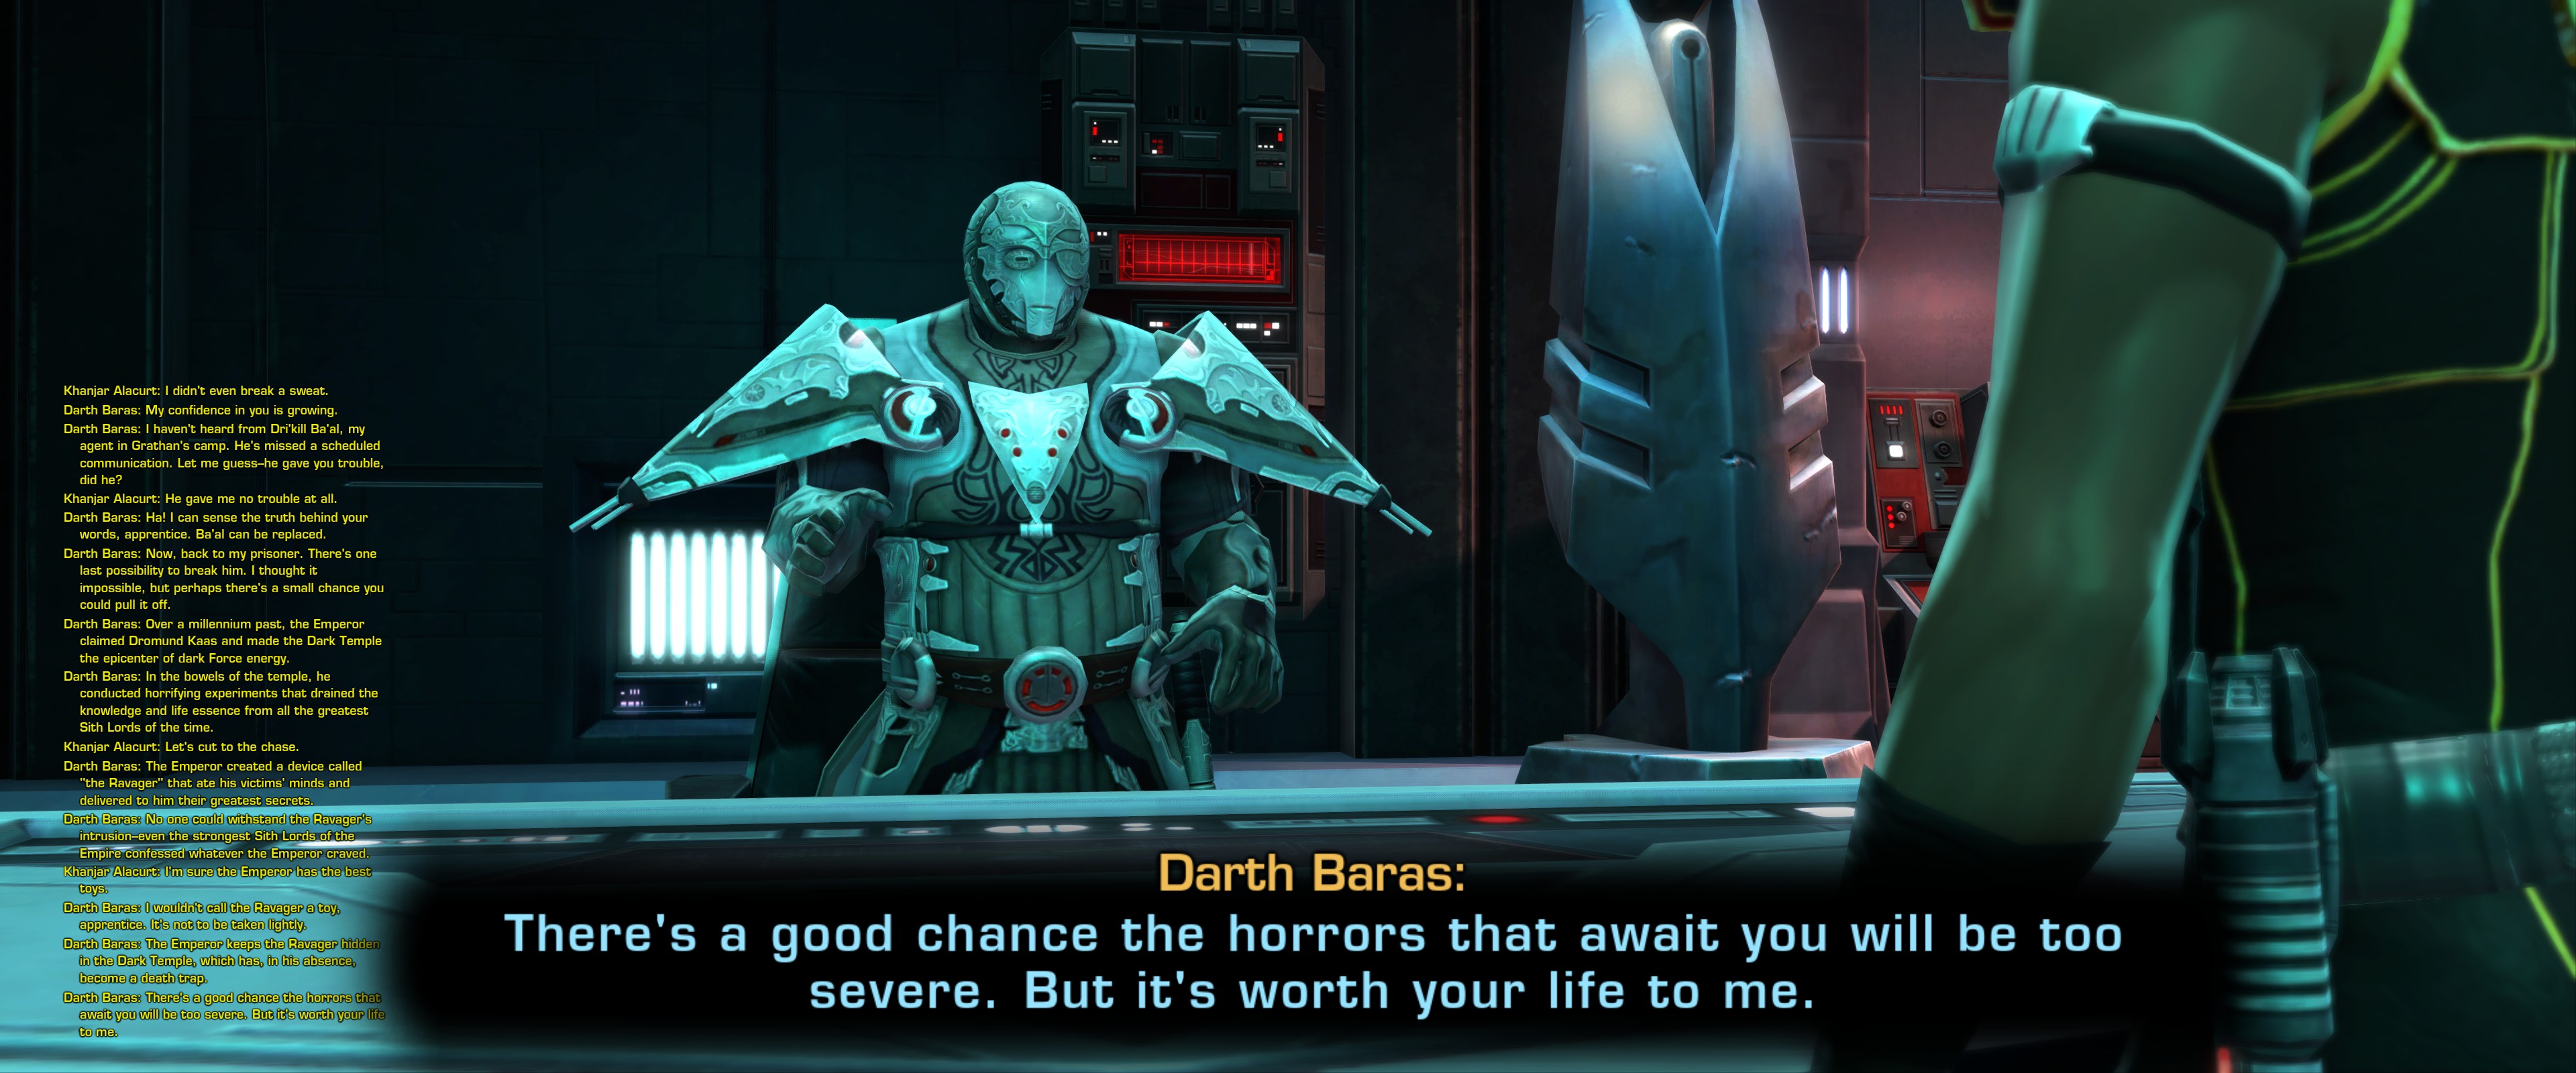 Khanjar Alacurt: I didn't even break a sweat.
Darth Baras: My confidence in you is growing.
Darth Baras: I haven't heard from Dri'kill Ba'al, my
agent in Grathan's camp. He's missed a scheduled
communication. Let me guess–he gave you trouble,
did he?
Khanjar Alacurt: He gave me no trouble at all.
Darth Baras: Ha! I can sense the truth behind your
words, apprentice. Ba'al can be replaced.
Darth Baras: Now, back to my prisoner. There's one
last possibility to break him. I thought it
impossible, but perhaps there's a small chance you
could pull it off.
Darth Baras: Over a millennium past, the Emperor
claimed Dromund Kaas and made the Dark Temple
the epicenter of dark Force energy.
Darth Baras: In the bowels of the temple, he
conducted horrifying experiments that drained the
knowledge and life essence from all the greatest
Sith Lords of the time.
Khanjar Alacurt: Let's cut to the chase.
Darth Baras: The Emperor created a device called
"the Ravager" that ate his victims' minds and
delivered to him their greatest secrets.
Darth Baras: No one could withstand the Ravager's
intrusion–even the strongest Sith Lords of the
Empire confessed whatever the Emperor craved.
Khanjar Alacurt: I'm sure the Emperor has the best
toys.
Darth Baras: I wouldn't call the Ravager a toy,
apprentice. It's not to be taken lightly.
Darth Baras: The Emperor keeps the Ravager hidden
in the Dark Temple, which has, in his absence,
become a death trap.
Darth Baras: There's a good chance the horrors that
await you will be too severe. But it's worth your life
to me.
Darth Baras:
There's a good chance the horrors that await you will be too
severe. But it's worth your life to me.